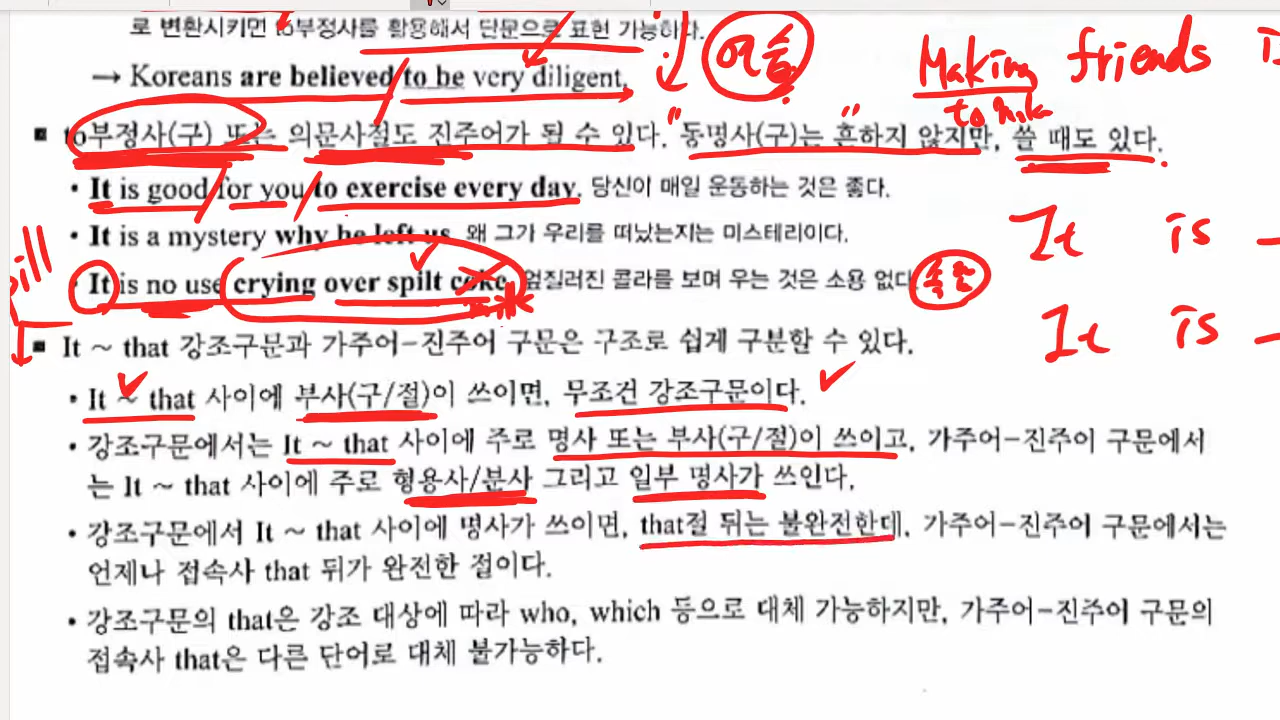 로 변환시키면 to부정사를 활용해서 단문으로 표현 가능하다.
→ Koreans are believed to be very diligent.
어휘
Making friends is
to make
■ to부정사(구) 또는 의문사절도 진주어가 될 수 있다. 동명사(구)는 흔하지 않지만, 쓸 때도 있다.
• It is good for you to exercise every day. 당신이 매일 운동하는 것은 좋다.
• It is a mystery why he left us. 왜 그가 우리를 떠났는지는 미스테리이다.
It is
• It is no use crying over spilt coke. 엎질러진 콜라를 보며 우는 것은 소용 없다.
milk
속담
It is
■ It ~ that 강조구문과 가주어-진주어 구문은 구조로 쉽게 구분할 수 있다.
• It ~ that 사이에 부사(구/절)이 쓰이면, 무조건 강조구문이다.
• 강조구문에서는 It ~ that 사이에 주로 명사 또는 부사(구/절)이 쓰이고, 가주어-진주어 구문에서
는 It ~ that 사이에 주로 형용사/분사 그리고 일부 명사가 쓰인다.
• 강조구문에서 It ~ that 사이에 명사가 쓰이면, that절 뒤는 불완전한데, 가주어-진주어 구문에서는
언제나 접속사 that 뒤가 완전한 절이다.
• 강조구문의 that은 강조 대상에 따라 who, which 등으로 대체 가능하지만, 가주어-진주어 구문의
접속사 that은 다른 단어로 대체 불가능하다.